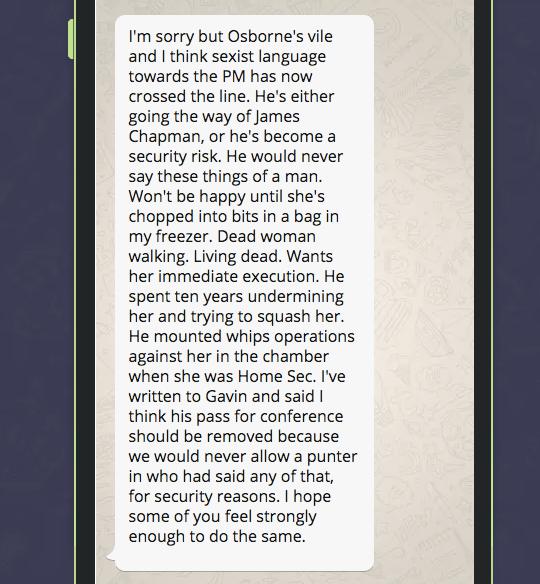 I'm sorry but Osborne's vile
and I think sexist language
towards the PM has now
crossed the line. He's either
going the way of James
Chapman, or he's become a
security risk. He would never
say these things of a man.
Won't be happy until she's
chopped into bits in a bag in
my freezer. Dead woman
walking. Living dead. Wants
her immediate execution. He
spent ten years undermining
her and trying to squash her.
He mounted whips operations
against her in the chamber
when she was Home Sec. I've
written to Gavin and said I
think his pass for conference
should be removed because
we would never allow a punter
in who had said any of that,
for security reasons. I hope
some of you feel strongly
enough to do the same.